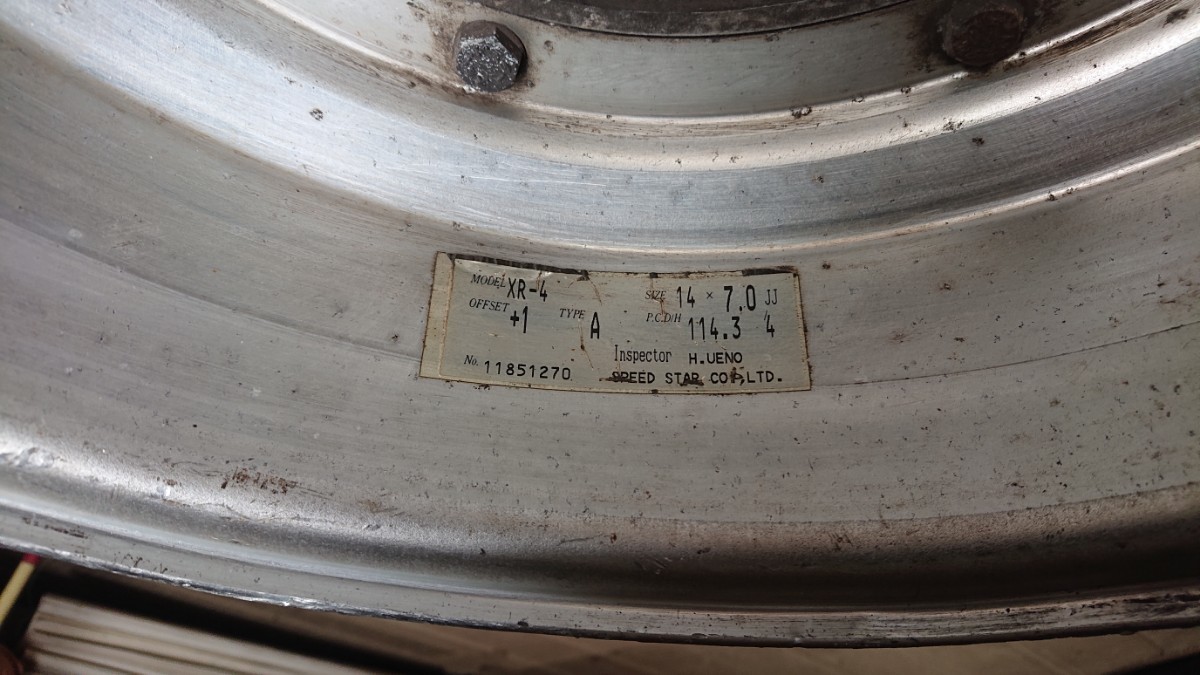 MODEL XR-4 SIZE 14 × 7.0 JJ
OFFSET +1 TYPE A P.C.D/H 114.3 4
Inspector H.UENO
No. 11851270 SPEED STAR CO.,LTD.